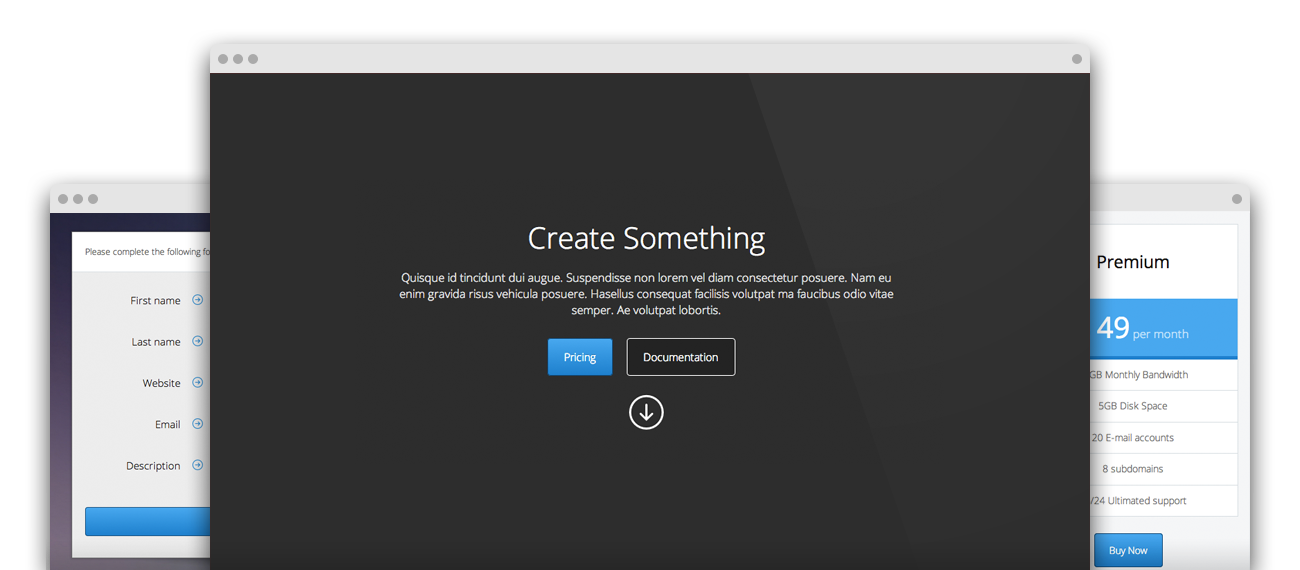 Create Something
Quisque id tincidunt dui augue. Suspendisse non lorem vel diam consectetur posuere. Nam eu
enim gravida risus vehicula posuere. Hasellus consequat facilisis volutpat ma faucibus odio vitae
semper. Ae volutpat lobortis.
Pricing
Documentation
Please complete the following fo
First name
Last name
Website
Email
Description
Premium
49 per month
GB Monthly Bandwidth
5GB Disk Space
20 E-mail accounts
8 subdomains
/24 Ultimated support
Buy Now